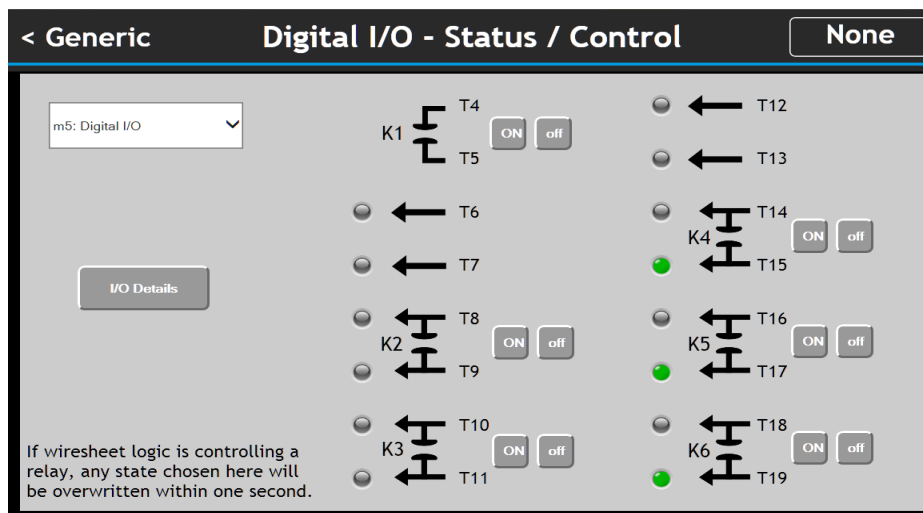 < Generic
Digital I/O - Status / Control
None
m5: Digital I/O
I/O Details
If wiresheet logic is controlling a
relay, any state chosen here will
be overwritten within one second.
T4
K1
ON off
T5
T6
T7
T8
K2
ON off
T9
T10
K3
ON off
T11
T12
T13
T14
K4
ON off
T15
T16
K5
ON off
T17
T18
K6
ON off
T19